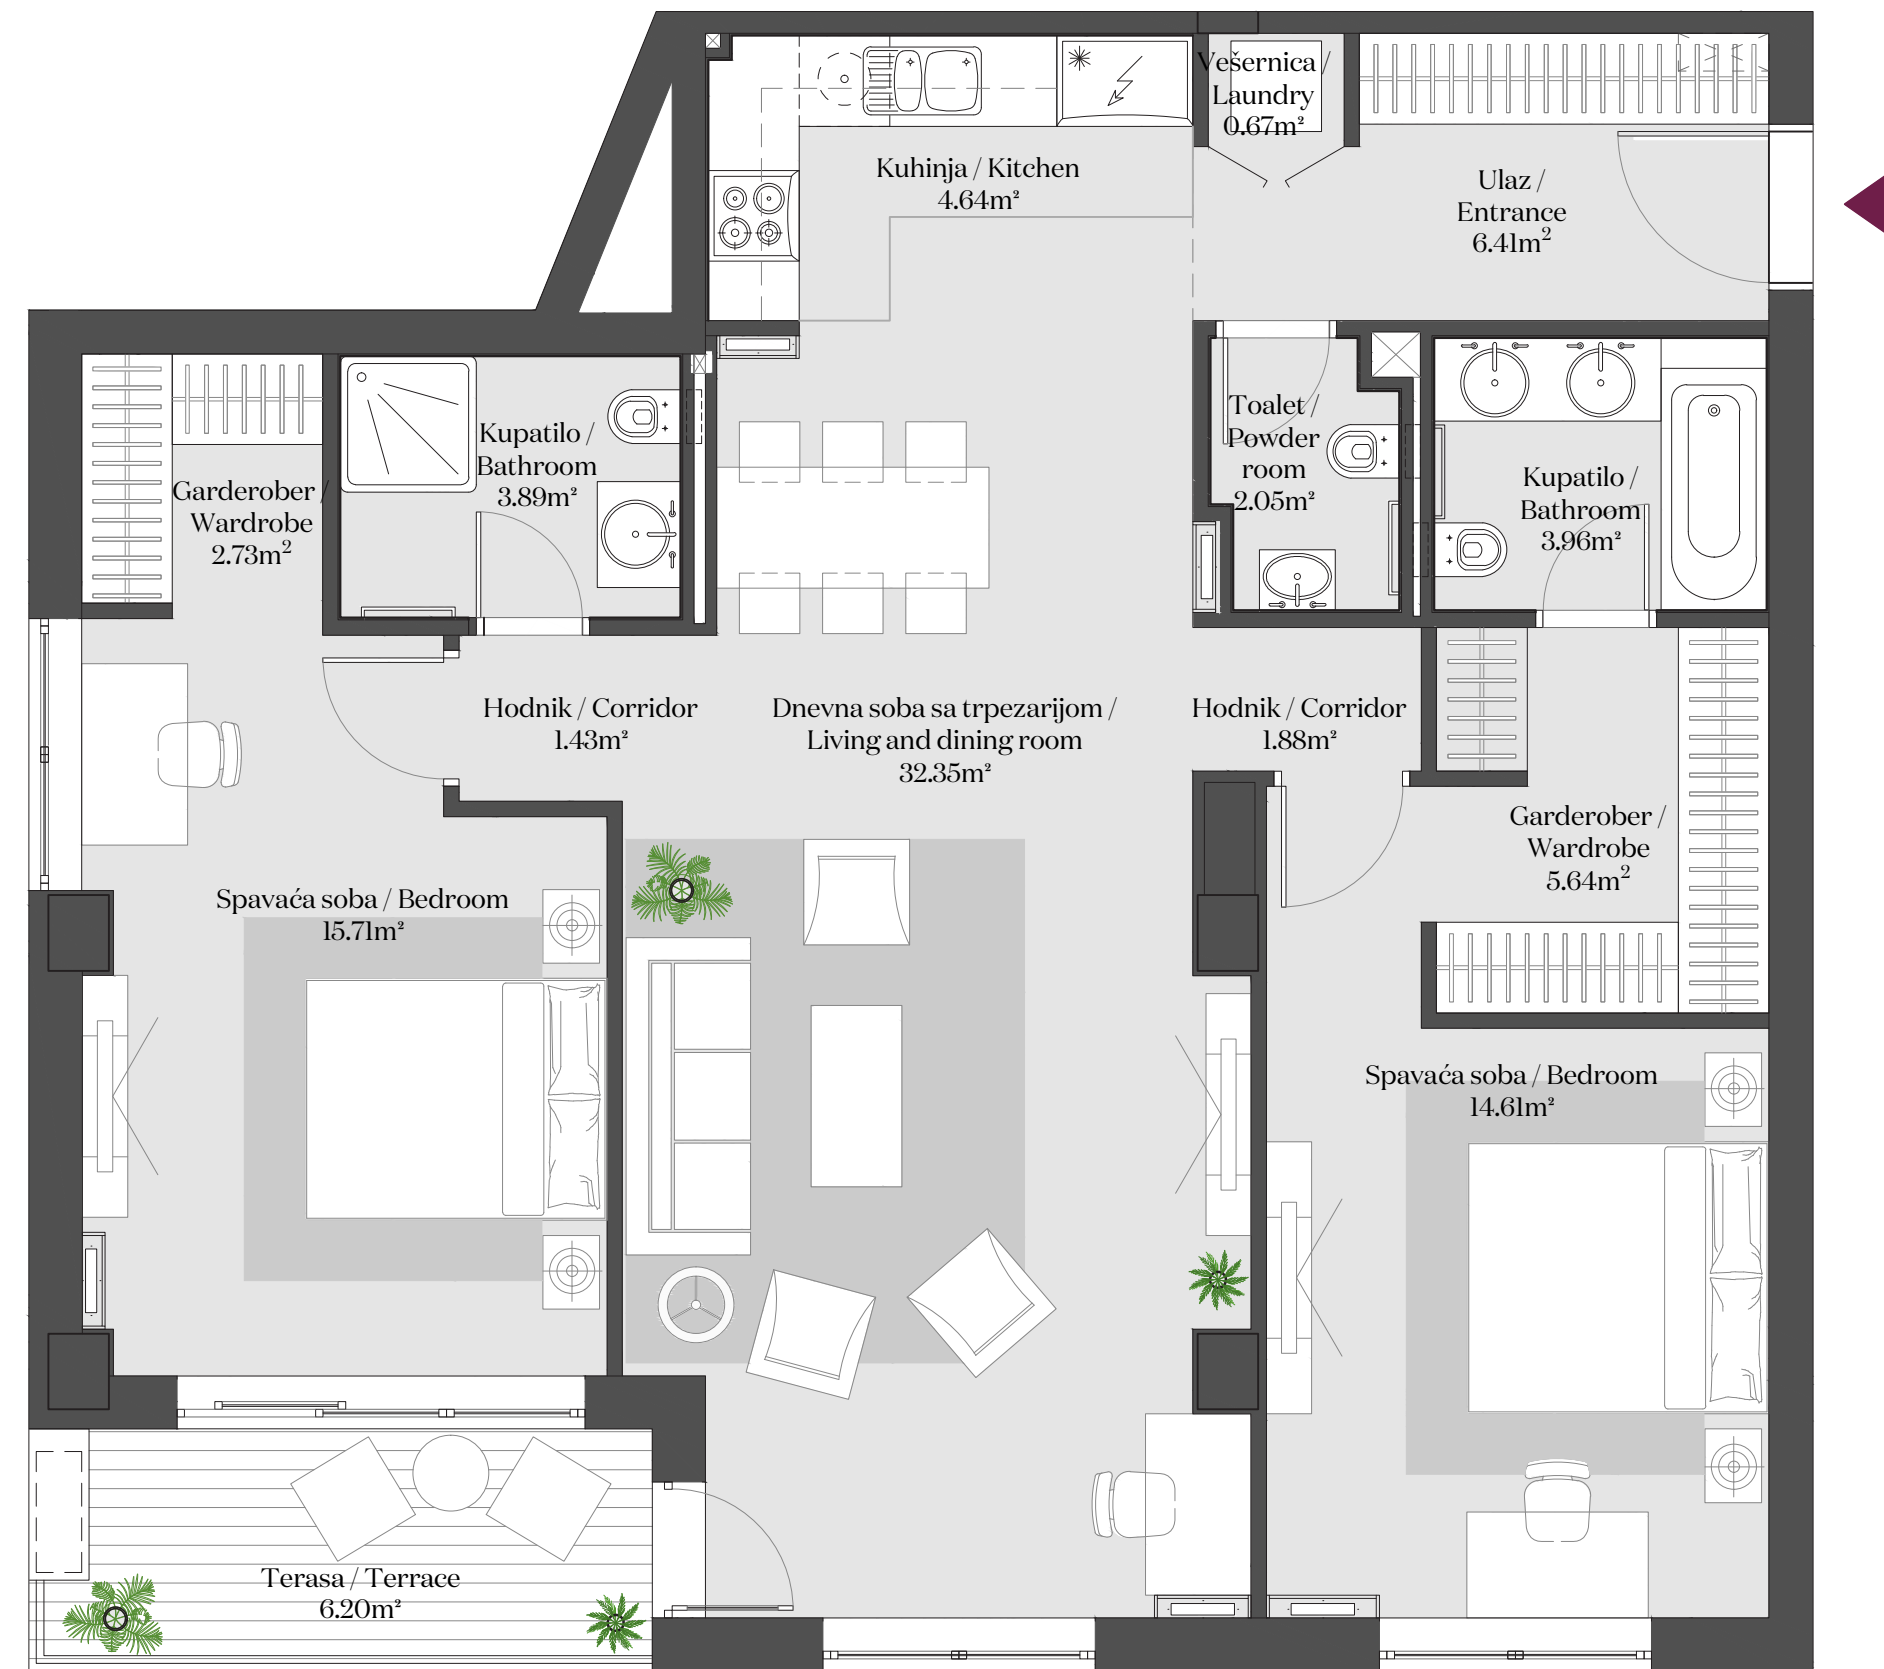 Vešernica /
Laundry
0.67m²
Kuhinja / Kitchen
4.64m²
Ulaz /
Entrance
6.41m²
Kupatilo /
Bathroom
3.89m²
Garderober /
Wardrobe
2.73m²
Toalet /
Powder
room
2.05m²
Kupatilo /
Bathroom
3.96m²
Hodnik / Corridor
1.43m²
Dnevna soba sa trpezarijom /
Living and dining room
32.35m²
Hodnik / Corridor
1.88m²
Garderober /
Wardrobe
5.64m²
Spavaća soba / Bedroom
15.71m²
Spavaća soba / Bedroom
14.61m²
Terasa / Terrace
6.20m²